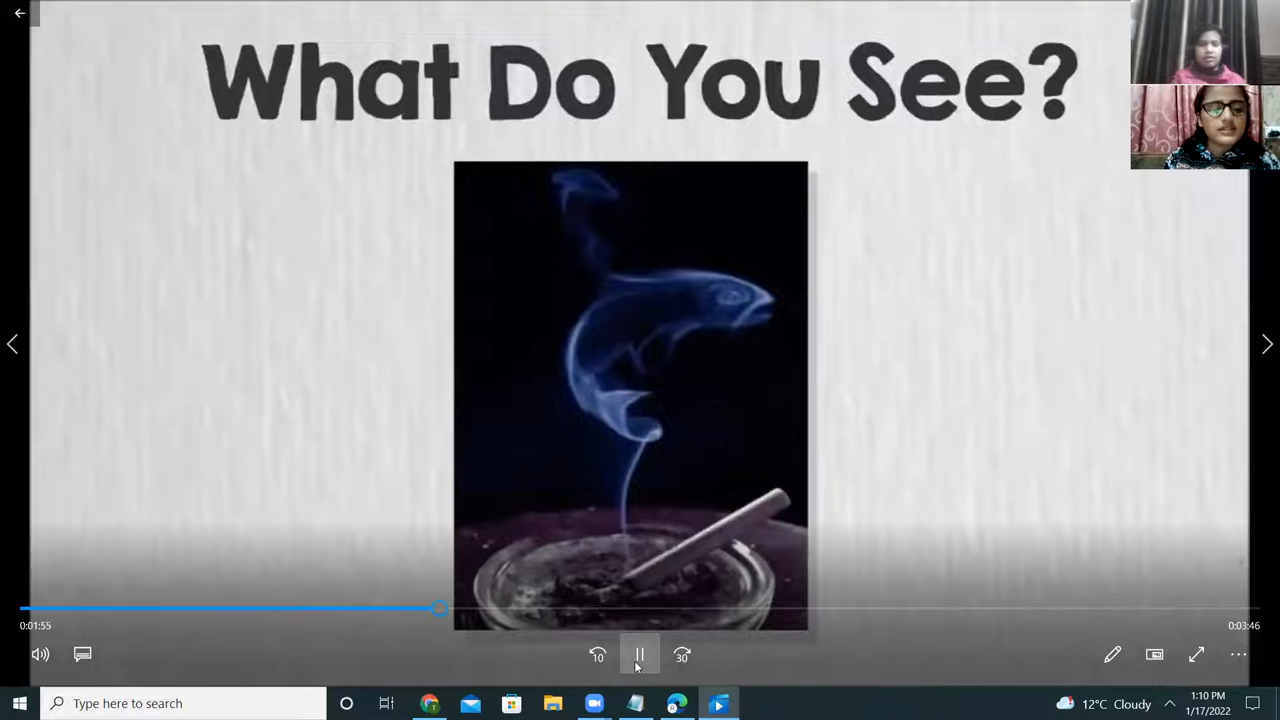 What Do You See?
0:01:55
0:03:46
10
30
Type here to search
12°C Cloudy
1:10 PM
1/17/2022